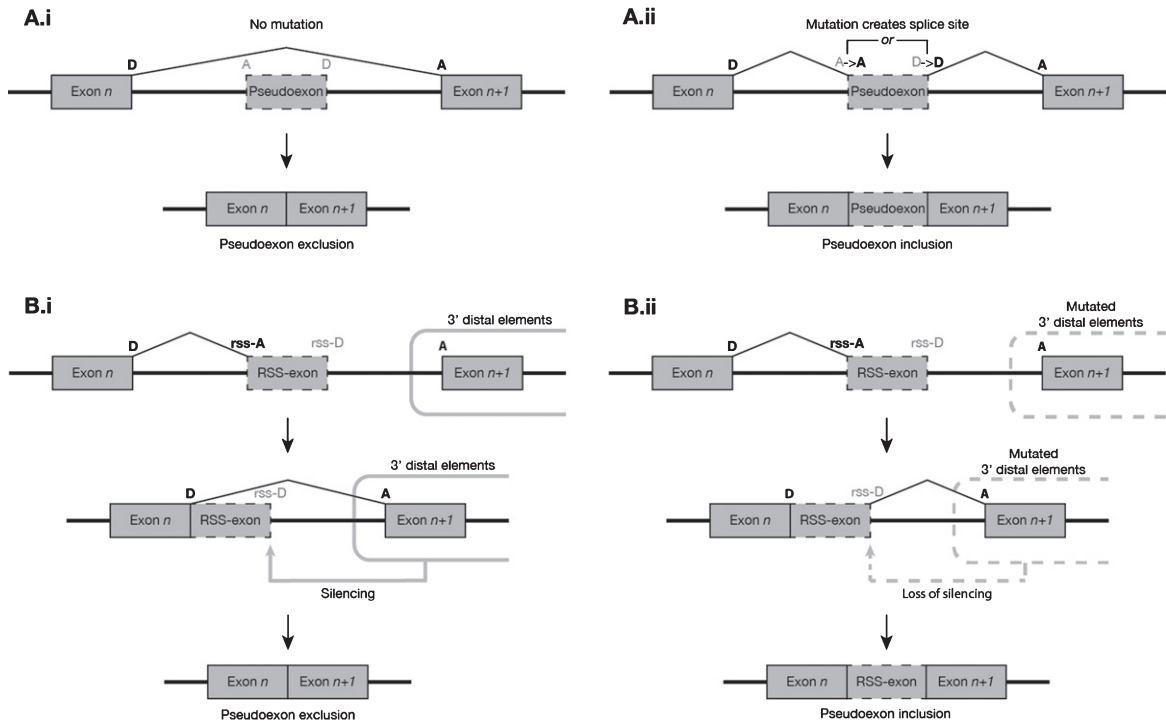 A.i
No mutation
D
A
D
A
Exon n
Pseudoexon
Exon n+1
Exon n
Exon n+1
Pseudoexon exclusion
A.ii
Mutation creates splice site
or
D
A->A
D->D
A
Exon n
Pseudoexon
Exon n+1
Exon n
Pseudoexon
Exon n+1
Pseudoexon inclusion
B.i
3' distal elements
D
rss-A
rss-D
A
Exon n
RSS-exon
Exon n+1
3' distal elements
D
rss-D
A
Exon n
RSS-exon
Exon n+1
Silencing
Exon n
Exon n+1
Pseudoexon exclusion
B.ii
Mutated
3' distal elements
D
rss-A
rss-D
A
Exon n
RSS-exon
Exon n+1
Mutated
3' distal elements
D
rss-D
A
Exon n
RSS-exon
Exon n+1
Loss of silencing
Exon n
RSS-exon
Exon n+1
Pseudoexon inclusion